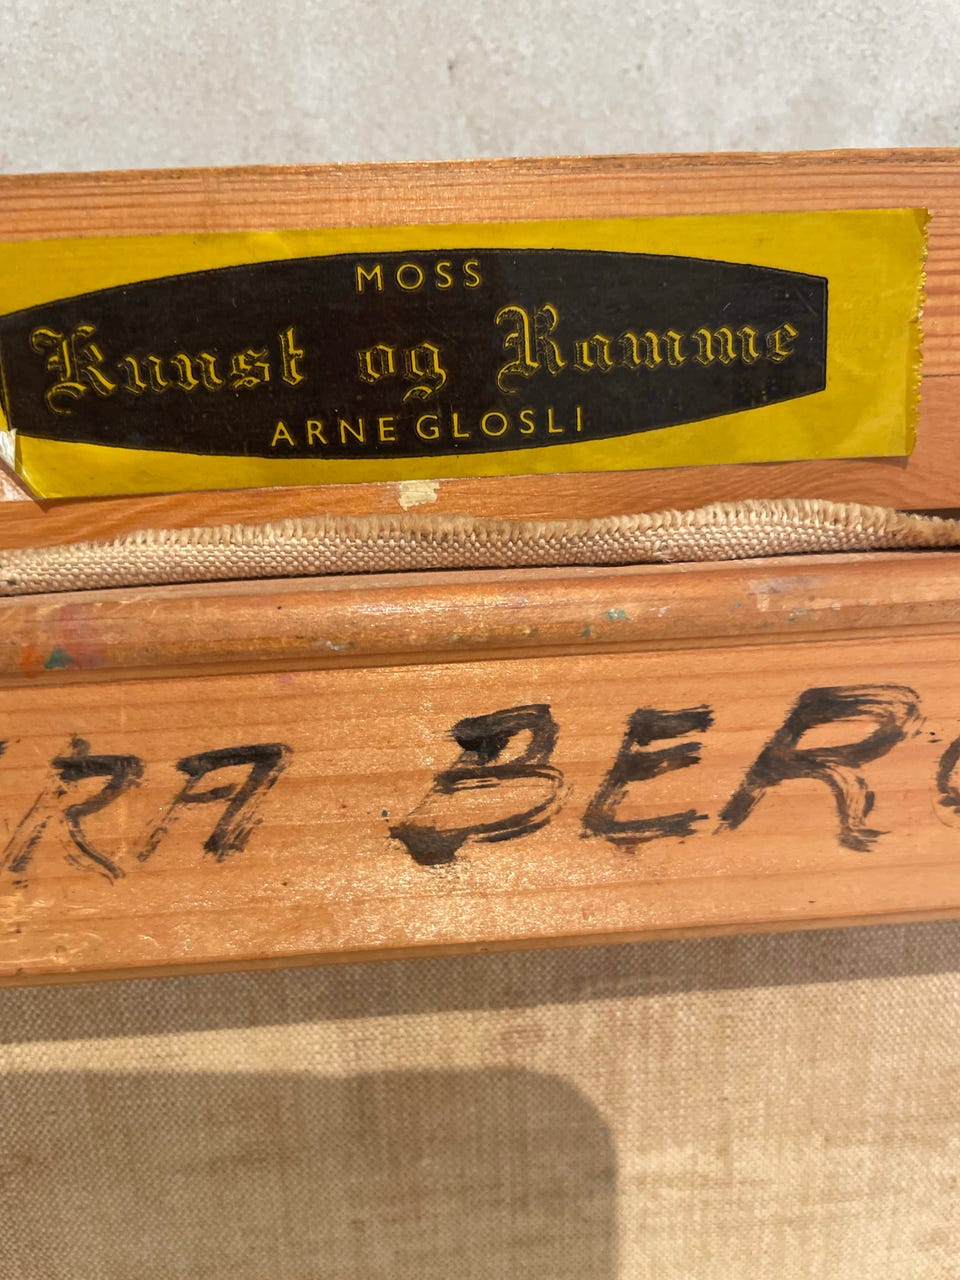 MOSS
Kunst og Ramme
ARNE GLOSLI
RA BER